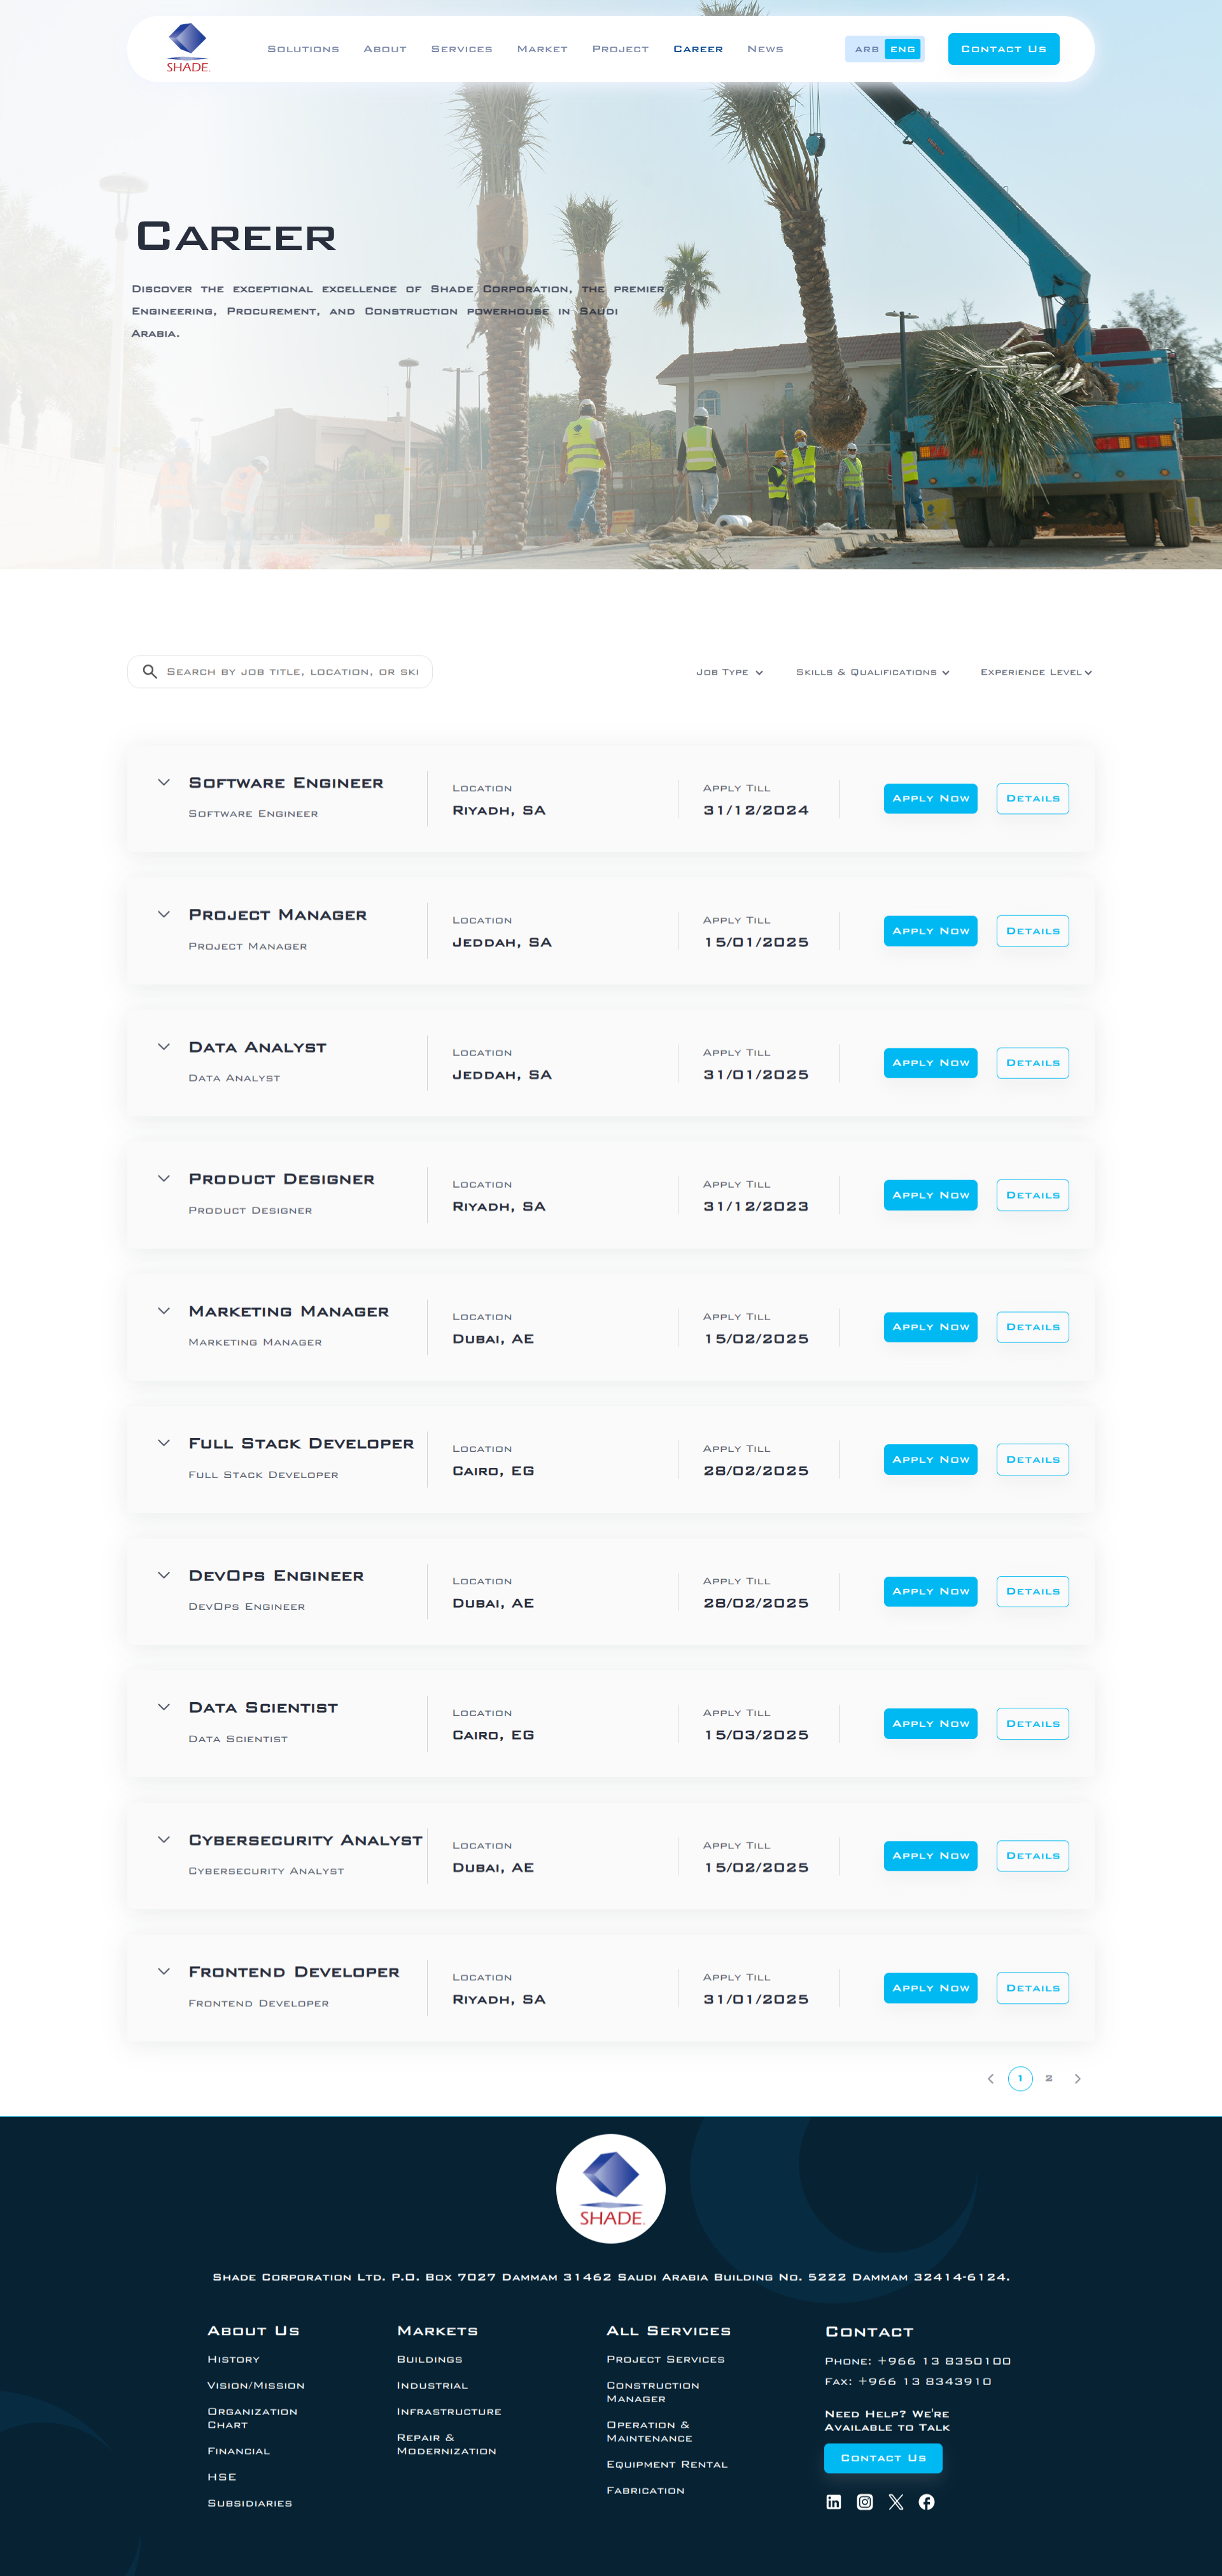 SHADE.
Solutions About Services Market Project Career News ARB ENG Contact Us
Career
Discover the exceptional excellence of Shade Corporation, the premier
Engineering, Procurement, and Construction powerhouse in Saudi
Arabia.
Search by job title, location, or ski
Job Type Skills & Qualifications Experience Level
Software Engineer
Software Engineer
Location
Riyadh, SA
Apply Till
31/12/2024
Apply Now Details
Project Manager
Project Manager
Location
Jeddah, SA
Apply Till
15/01/2025
Apply Now Details
Data Analyst
Data Analyst
Location
Jeddah, SA
Apply Till
31/01/2025
Apply Now Details
Product Designer
Product Designer
Location
Riyadh, SA
Apply Till
31/12/2023
Apply Now Details
Marketing Manager
Marketing Manager
Location
Dubai, AE
Apply Till
15/02/2025
Apply Now Details
Full Stack Developer
Full Stack Developer
Location
Cairo, EG
Apply Till
28/02/2025
Apply Now Details
DevOps Engineer
DevOps Engineer
Location
Dubai, AE
Apply Till
28/02/2025
Apply Now Details
Data Scientist
Data Scientist
Location
Cairo, EG
Apply Till
15/03/2025
Apply Now Details
Cybersecurity Analyst
Cybersecurity Analyst
Location
Dubai, AE
Apply Till
15/02/2025
Apply Now Details
Frontend Developer
Frontend Developer
Location
Riyadh, SA
Apply Till
31/01/2025
Apply Now Details
1 2
SHADE.
Shade Corporation Ltd. P.O. Box 7027 Dammam 31462 Saudi Arabia Building No. 5222 Dammam 32414-6124.
About Us
History
Vision/Mission
Organization
Chart
Financial
HSE
Subsidiaries
Markets
Buildings
Industrial
Infrastructure
Repair &
Modernization
All Services
Project Services
Construction
Manager
Operation &
Maintenance
Equipment Rental
Fabrication
Contact
Phone: +966 13 8350100
Fax: +966 13 8343910
Need Help? We're
Available to Talk
Contact Us